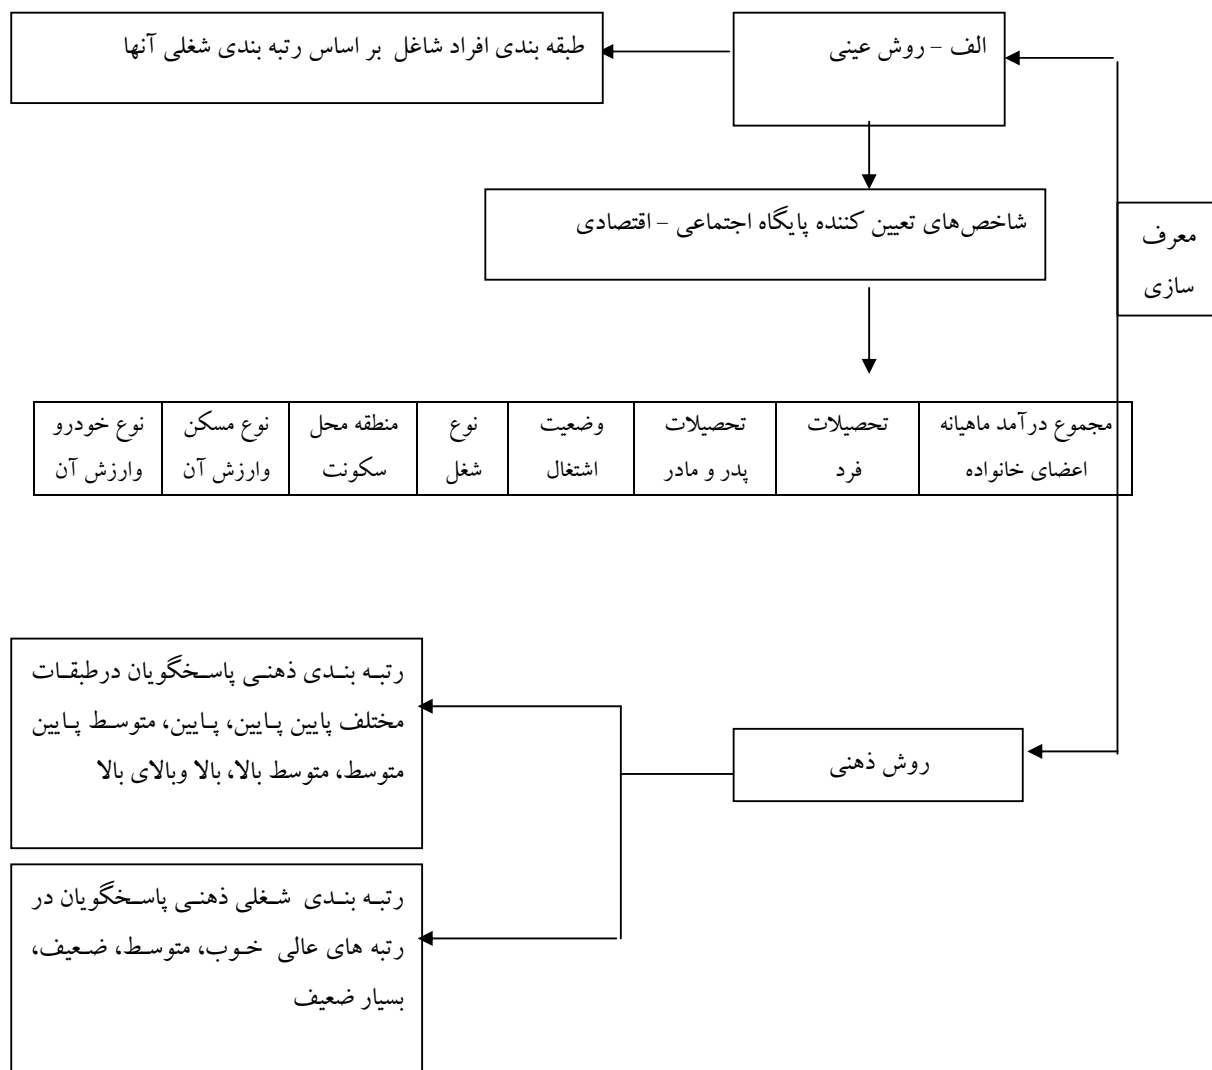 الف – روش عینی
طبقه بندی افراد شاغل بر اساس رتبه بندی شغلی آنها
شاخص‌های تعیین کننده پایگاه اجتماعی – اقتصادی
معرف
سازی
مجموع درآمد ماهیانه
اعضای خانواده
تحصیلات
فرد
تحصیلات
پدر و مادر
وضعیت
اشتغال
نوع
شغل
منطقه محل
سکونت
نوع مسکن
وارزش آن
نوع خودرو
وارزش آن
روش ذهنی
رتبه بندی ذهنی پاسخگویان درطبقات
مختلف پایین پایین، پایین، متوسط پایین
متوسط، متوسط بالا، بالا وبالای بالا
رتبه بندی شغلی ذهنی پاسخگویان در
رتبه های عالی خوب، متوسط، ضعیف،
بسیار ضعیف